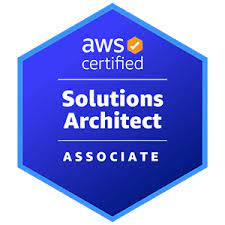 aws
certified
Solutions
Architect
ASSOCIATE